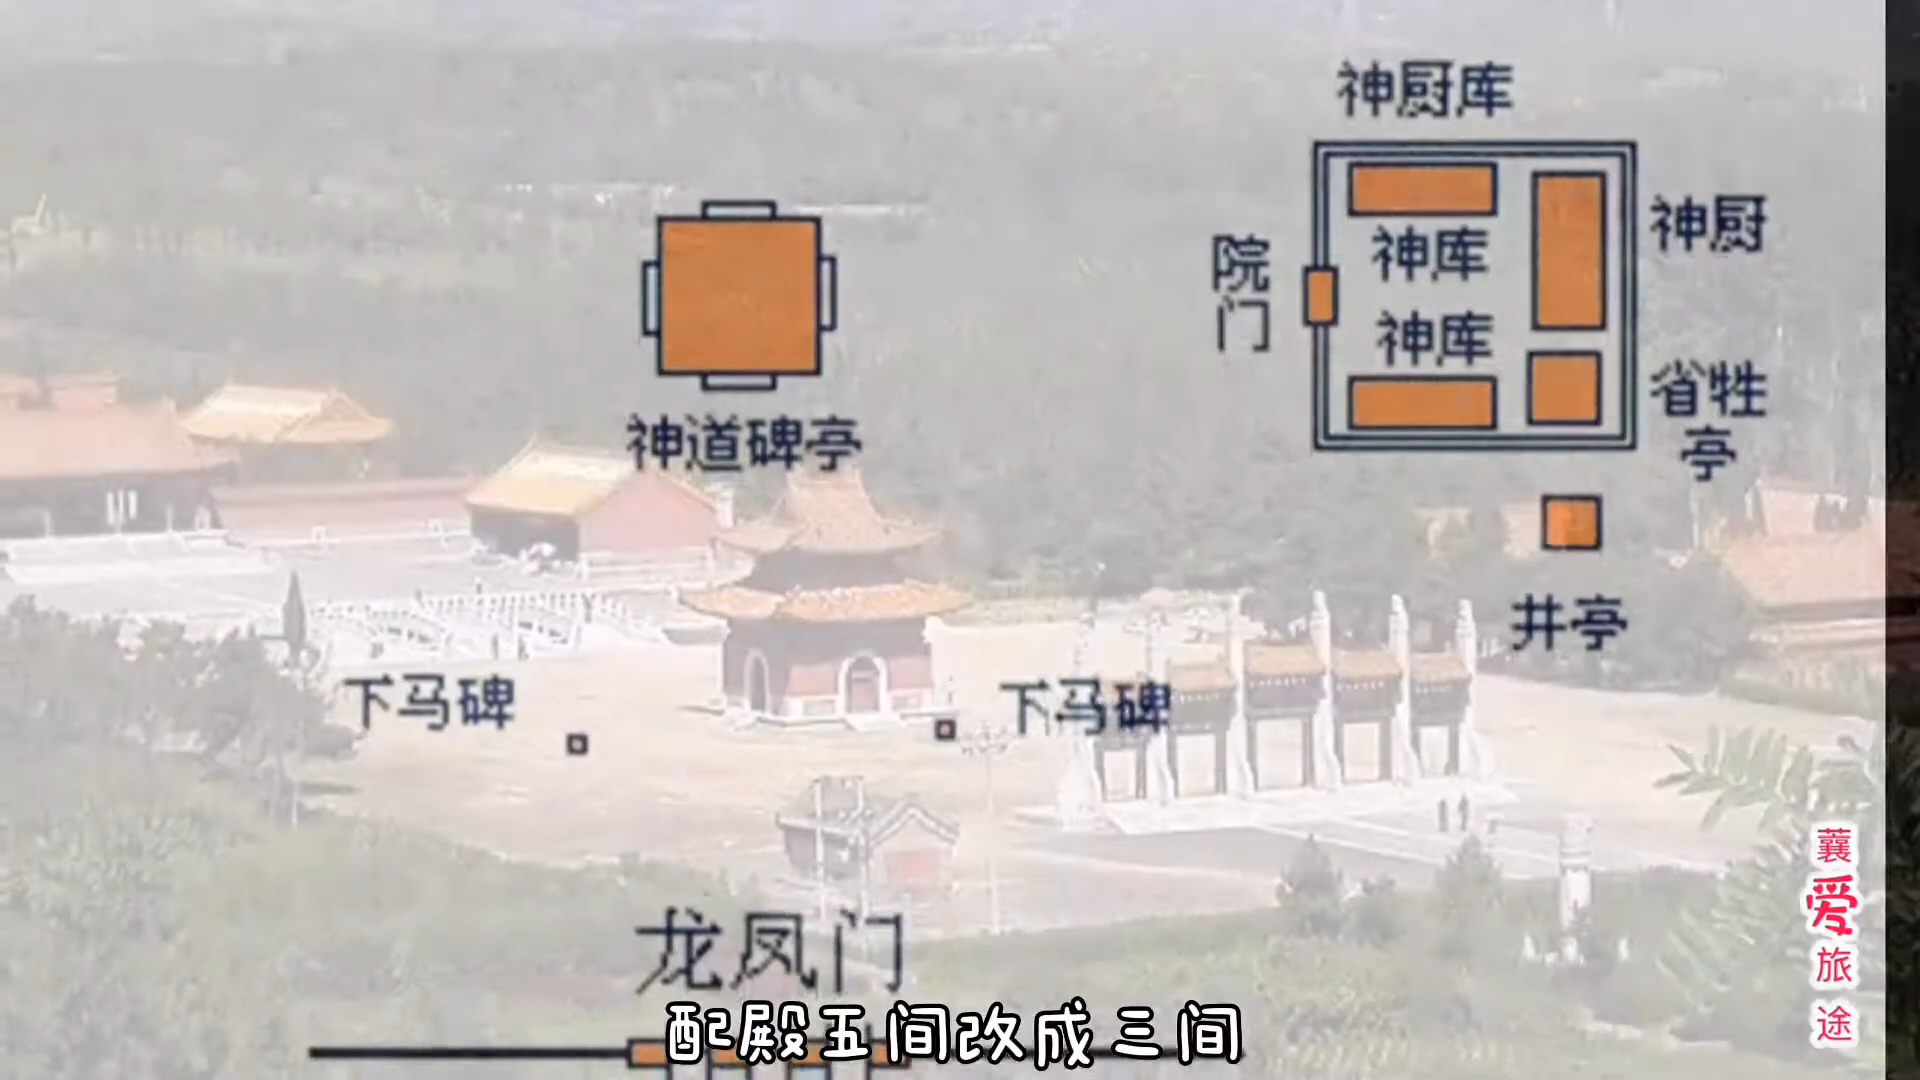 神厨库
神厨
院门
神库
神库
省牲亭
神道碑亭
井亭
下马碑
下马碑
龙凤门
配殿五间改成三间
蘘爱旅途